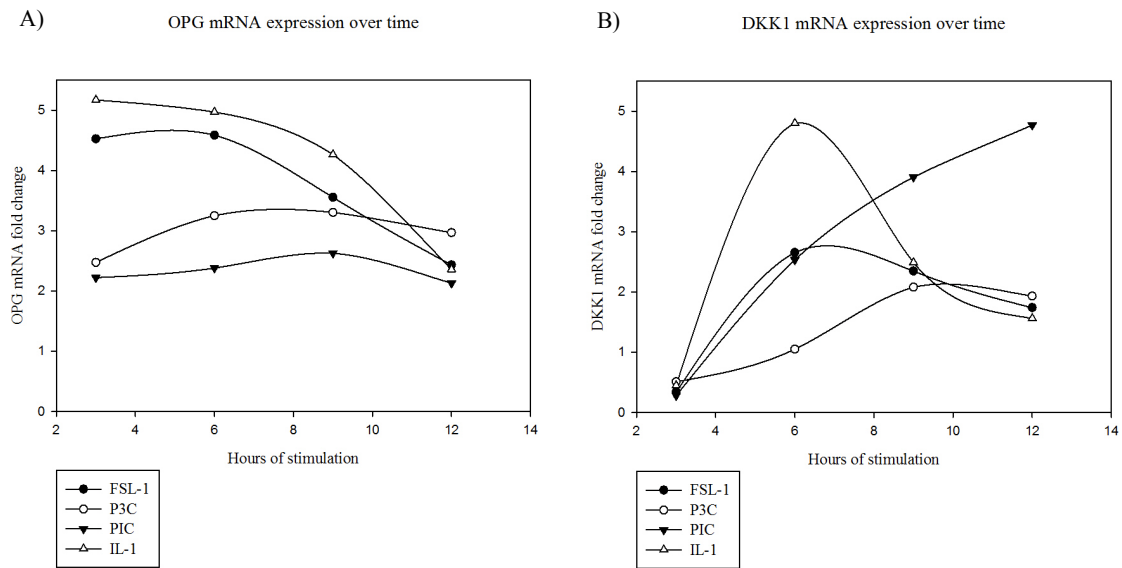 A)
OPG mRNA expression over time
OPG mRNA fold change
5
4
3
2
1
0
2 4 6 8 10 12 14
Hours of stimulation
FSL-1
P3C
PIC
IL-1
B)
DKK1 mRNA expression over time
DKK1 mRNA fold change
5
4
3
2
1
0
2 4 6 8 10 12 14
Hours of stimulation
FSL-1
P3C
PIC
IL-1